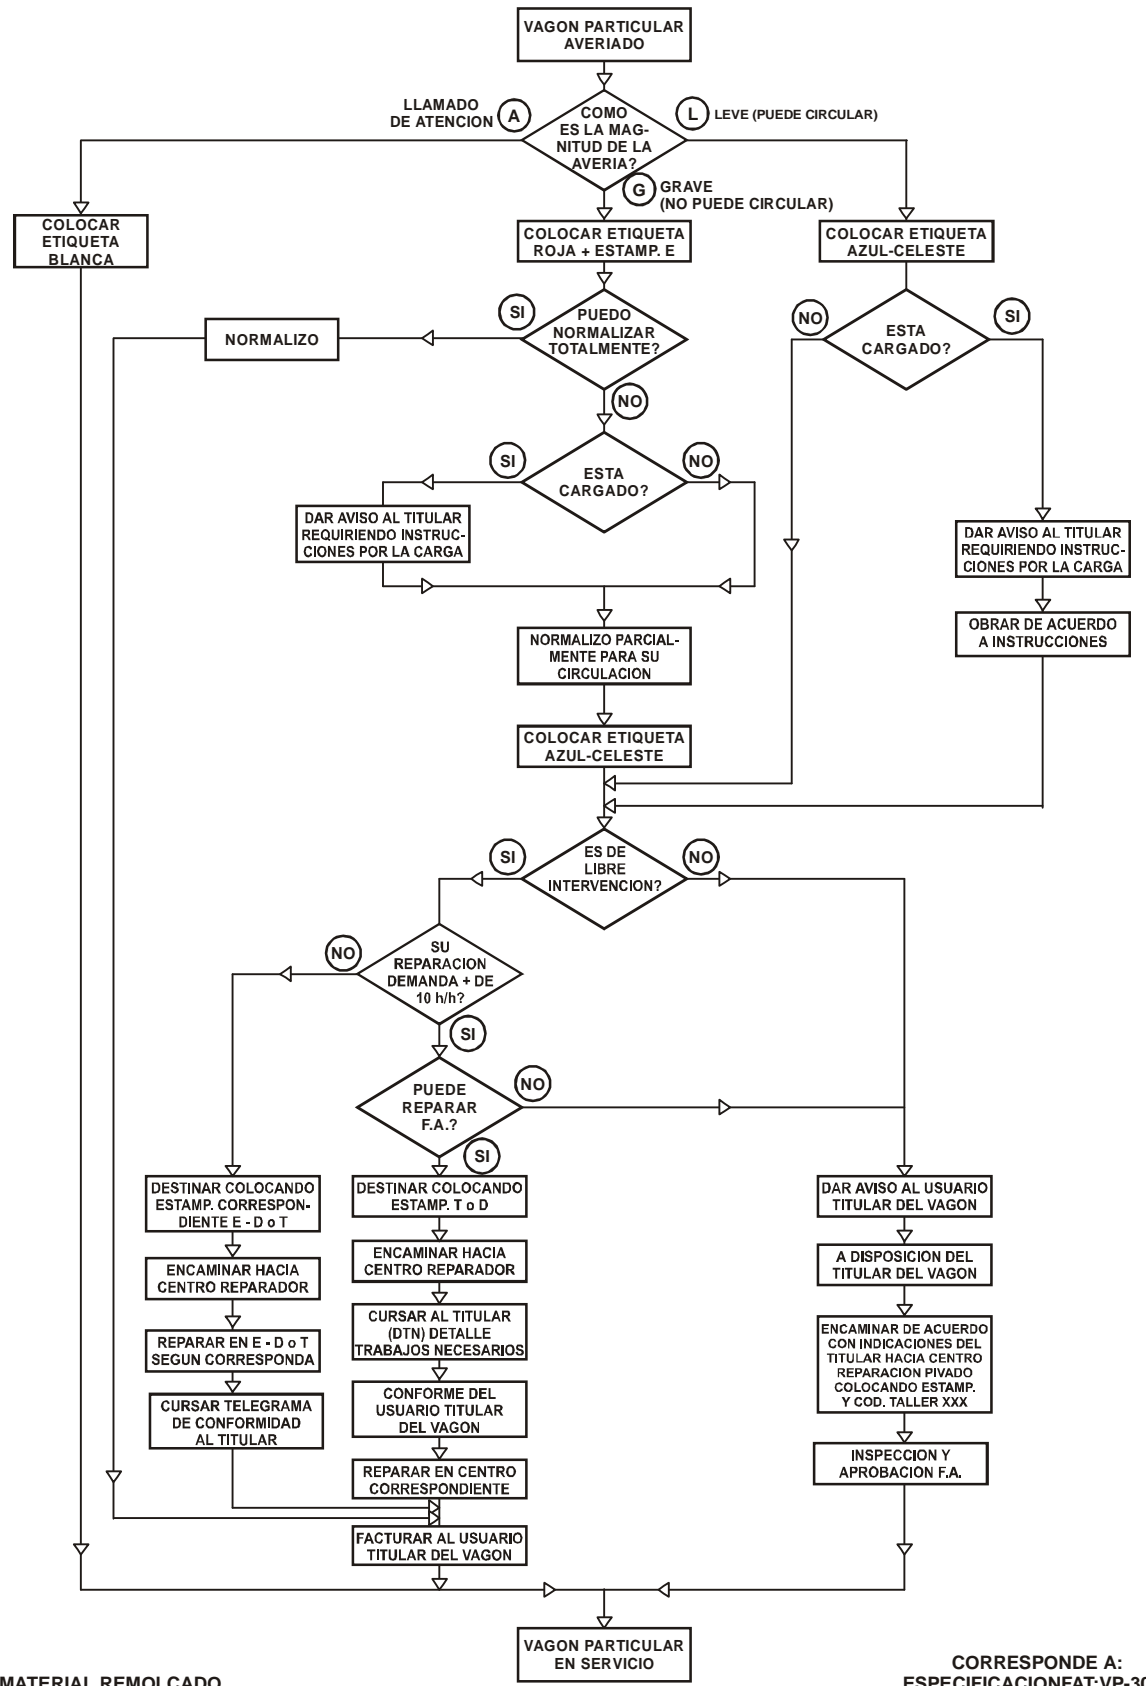 VAGON PARTICULAR
AVERIADO
LLAMADO
DE ATENCION
A
COMO
ES LA MAG-
NITUD DE LA
AVERIA?
L
LEVE (PUEDE CIRCULAR)
G
GRAVE
(NO PUEDE CIRCULAR)
COLOCAR
ETIQUETA
BLANCA
COLOCAR ETIQUETA
ROJA + ESTAMP. E
COLOCAR ETIQUETA
AZUL-CELESTE
NORMALIZO
SI
PUEDO
NORMALIZAR
TOTALMENTE?
NO
NO
ESTA
CARGADO?
SI
SI
ESTA
CARGADO?
NO
DAR AVISO AL TITULAR
REQUIRIENDO INSTRUC-
CIONES POR LA CARGA
DAR AVISO AL TITULAR
REQUIRIENDO INSTRUC-
CIONES POR LA CARGA
OBRAR DE ACUERDO
A INSTRUCCIONES
NORMALIZO PARCIAL-
MENTE PARA SU
CIRCULACION
COLOCAR ETIQUETA
AZUL-CELESTE
SI
ES DE
LIBRE
INTERVENCION?
NO
NO
SU
REPARACION
DEMANDA + DE
10 h/h?
SI
PUEDE
REPARAR
F.A.?
NO
SI
DESTINAR COLOCANDO
ESTAMP. CORRESPON-
DIENTE E - D o T
ENCAMINAR HACIA
CENTRO REPARADOR
REPARAR EN E - D o T
SEGUN CORRESPONDA
CURSAR TELEGRAMA
DE CONFORMIDAD
AL TITULAR
DESTINAR COLOCANDO
ESTAMP. T o D
ENCAMINAR HACIA
CENTRO REPARADOR
CURSAR AL TITULAR
(DTN) DETALLE
TRABAJOS NECESARIOS
CONFORME DEL
USUARIO TITULAR
DEL VAGON
REPARAR EN CENTRO
CORRESPONDIENTE
FACTURAR AL USUARIO
TITULAR DEL VAGON
DAR AVISO AL USUARIO
TITULAR DEL VAGON
A DISPOSICION DEL
TITULAR DEL VAGON
ENCAMINAR DE ACUERDO
CON INDICACIONES DEL
TITULAR HACIA CENTRO
REPARACION PIVADO
COLOCANDO ESTAMP.
Y COD. TALLER XXX
INSPECCION Y
APROBACION F.A.
VAGON PARTICULAR
EN SERVICIO
MATERIAL REMOLCADO
CORRESPONDE A:
ESPECIFICACIONFAT:VP-30